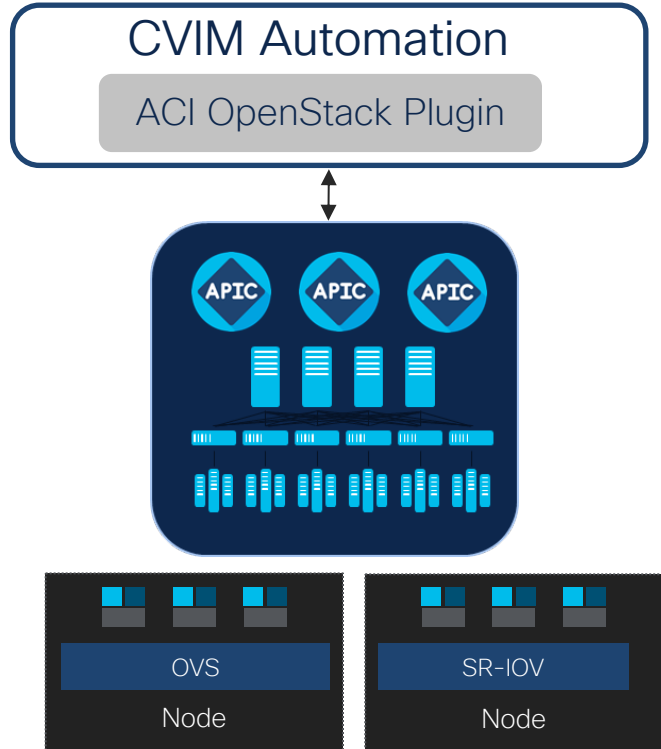 CVIM Automation
ACI OpenStack Plugin
APIC APIC APIC
OVS SR-IOV
Node Node